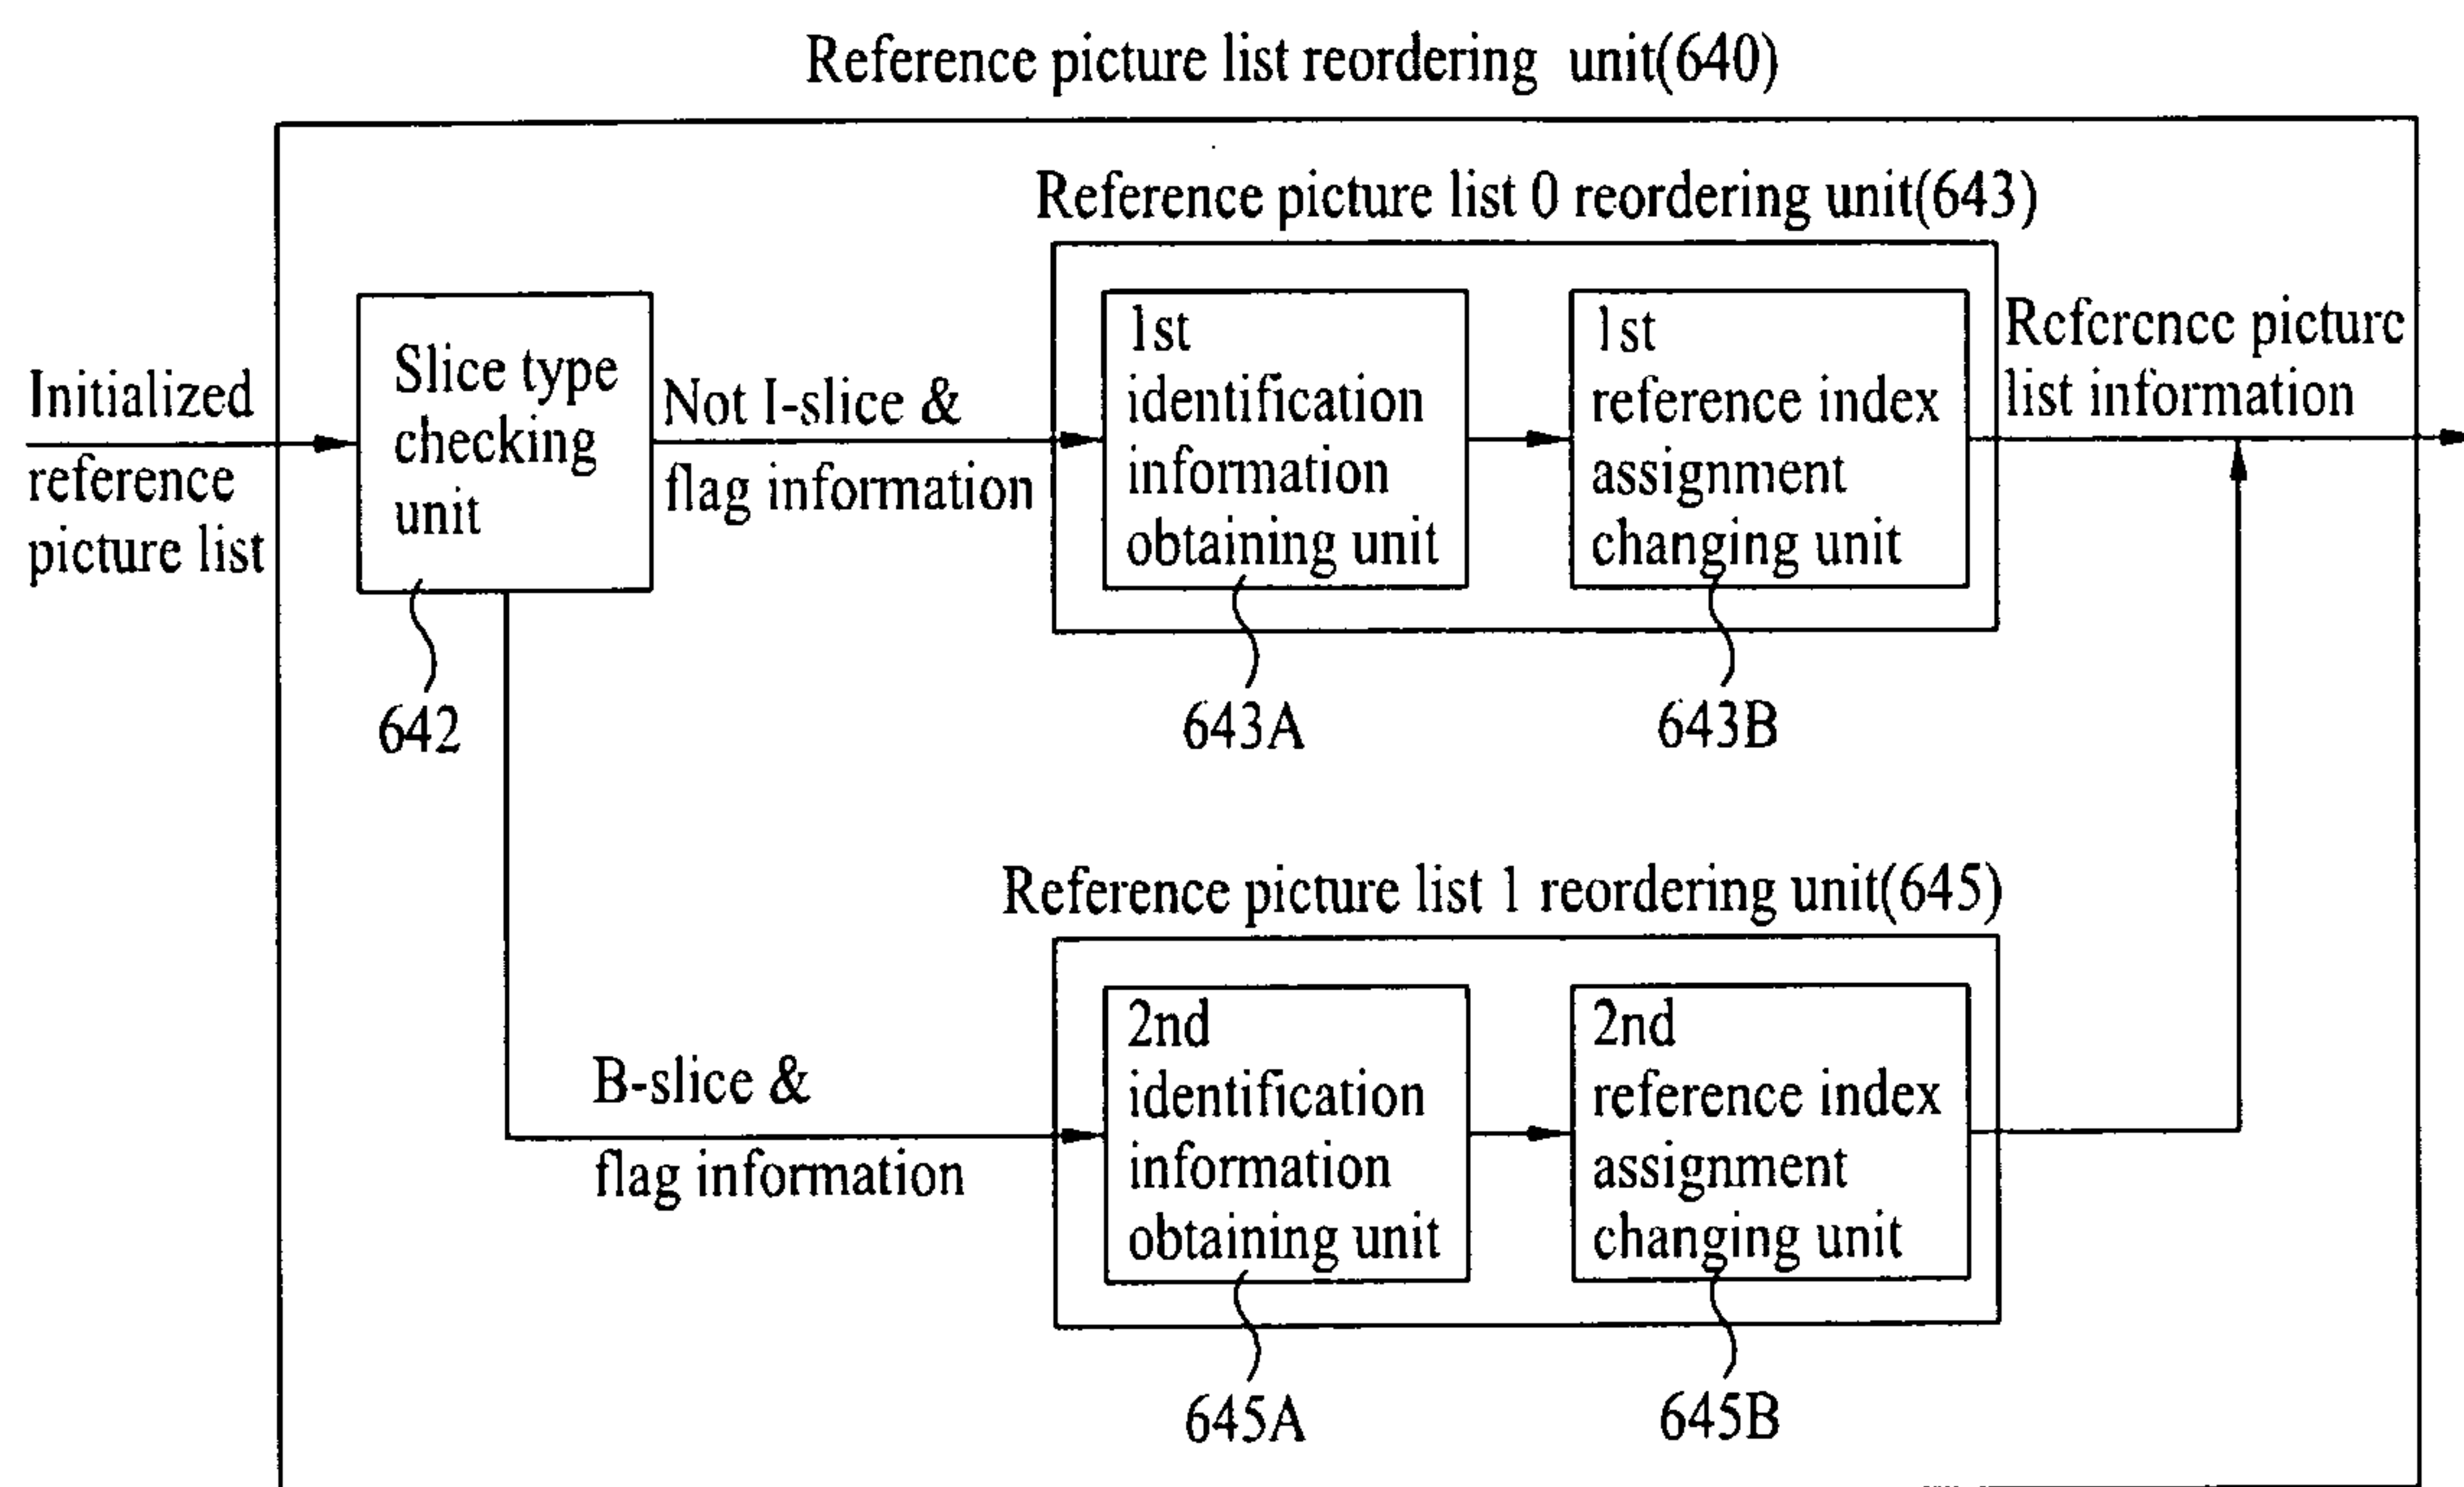 Reference picture list reordering unit(640)
Reference picture list 0 reordering unit(643)
Initialized
reference
picture list
Slice type
checking
unit
642
Not I-slice &
flag information
1st
identification
information
obtaining unit
643A
1st
reference index
assignment
changing unit
643B
Reference picture
list information
Reference picture list 1 reordering unit(645)
B-slice &
flag information
2nd
identification
information
obtaining unit
645A
2nd
reference index
assignment
changing unit
645B